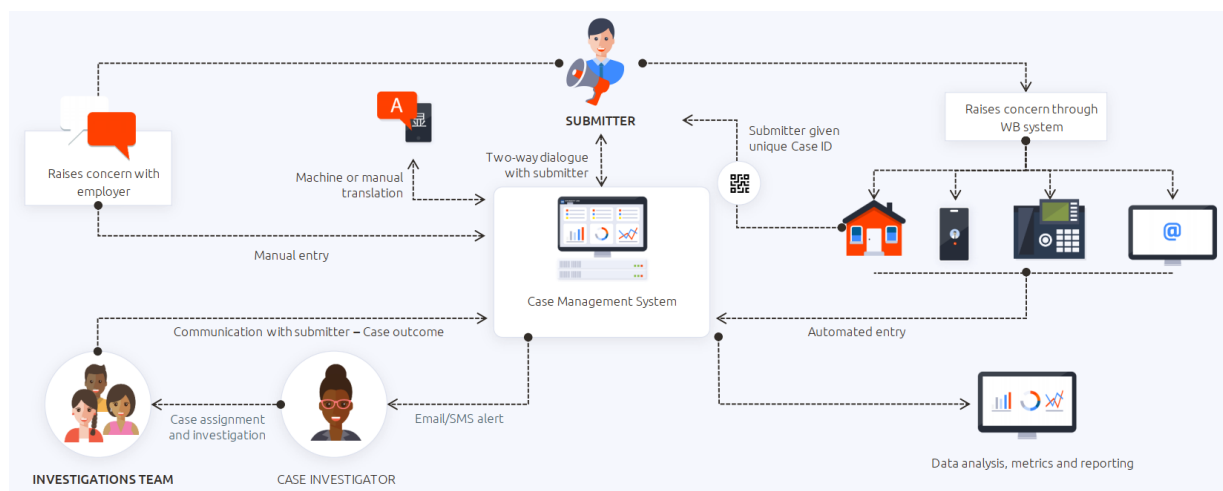 SUBMITTER
Raises concern with
employer
A
显
Machine or manual
translation
Two-way dialogue
with submitter
Submitter given
unique Case ID
Raises concern through
WB system
@
Manual entry
Case Management System
Communication with submitter – Case outcome
Automated entry
Case assignment
and investigation
Email/SMS alert
INVESTIGATIONS TEAM
CASE INVESTIGATOR
Data analysis, metrics and reporting